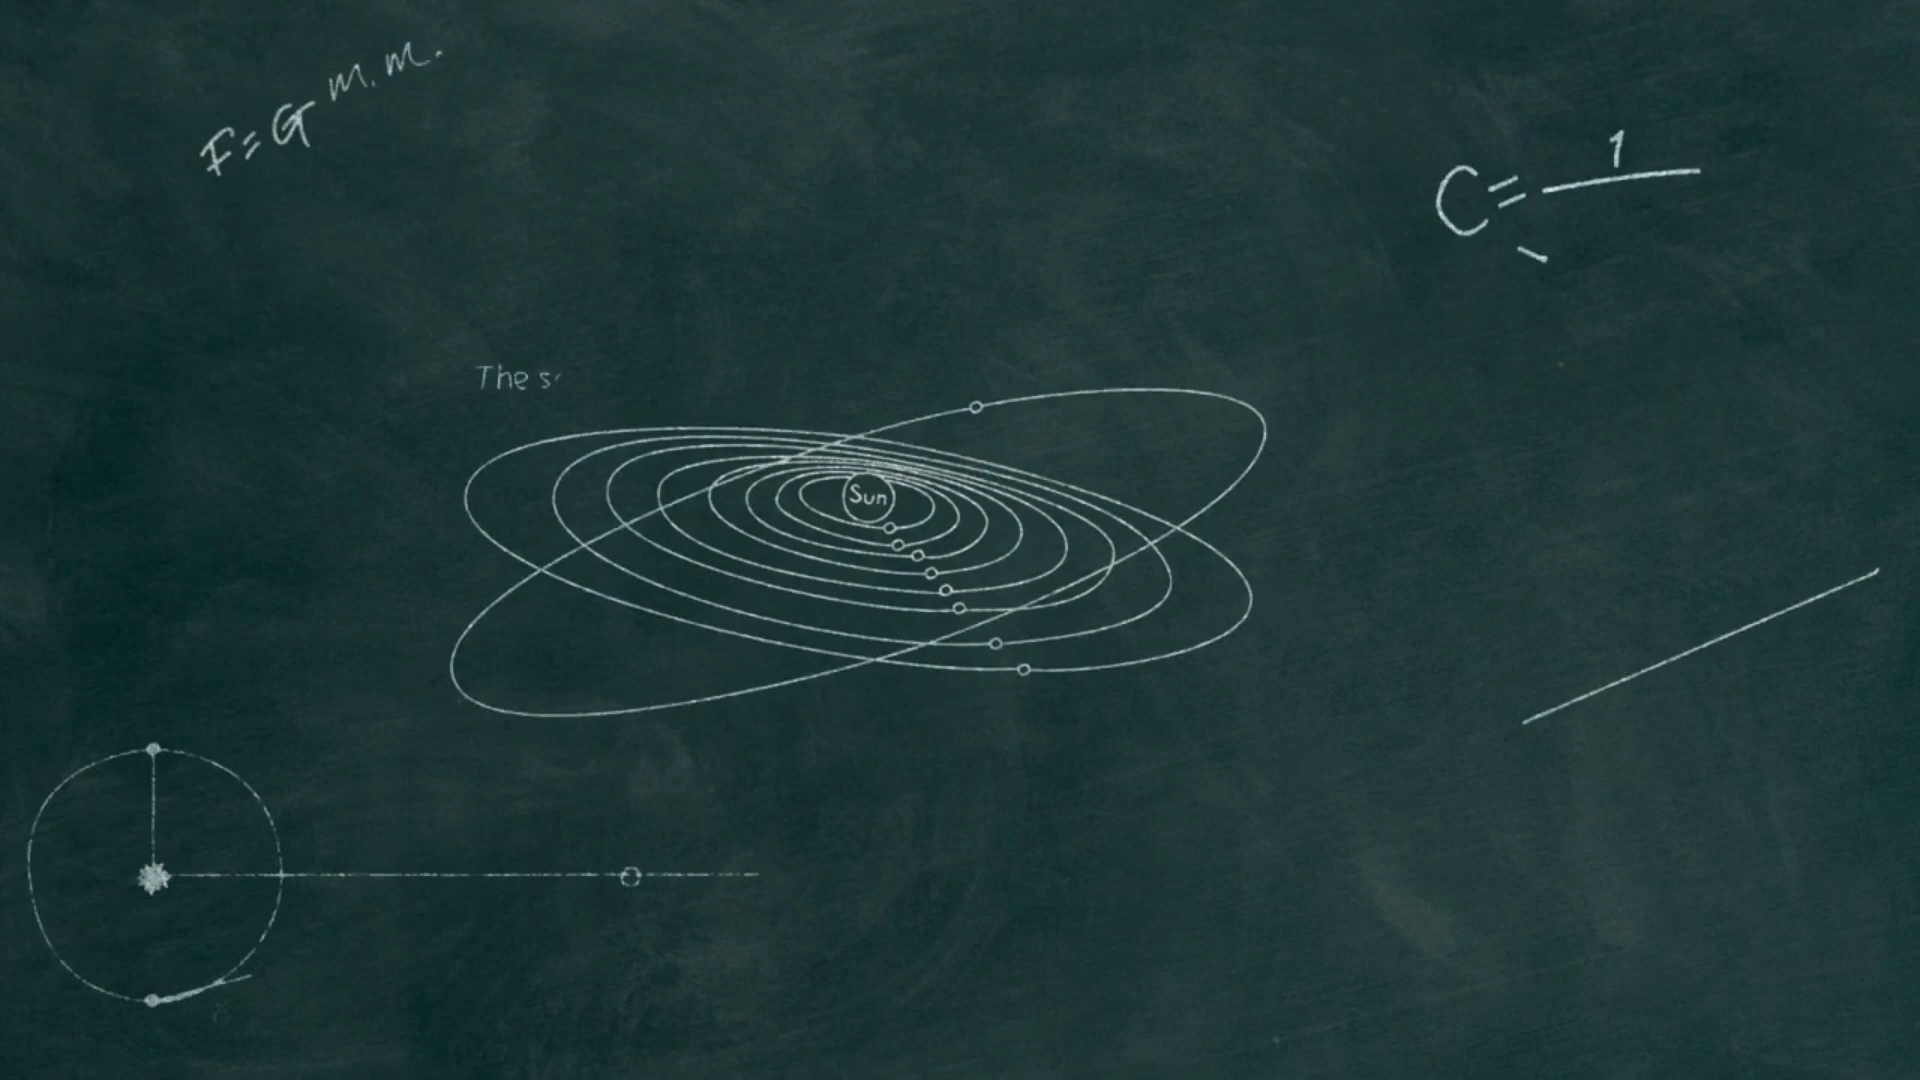 F=G m. m.
C= 1
The s
Sun